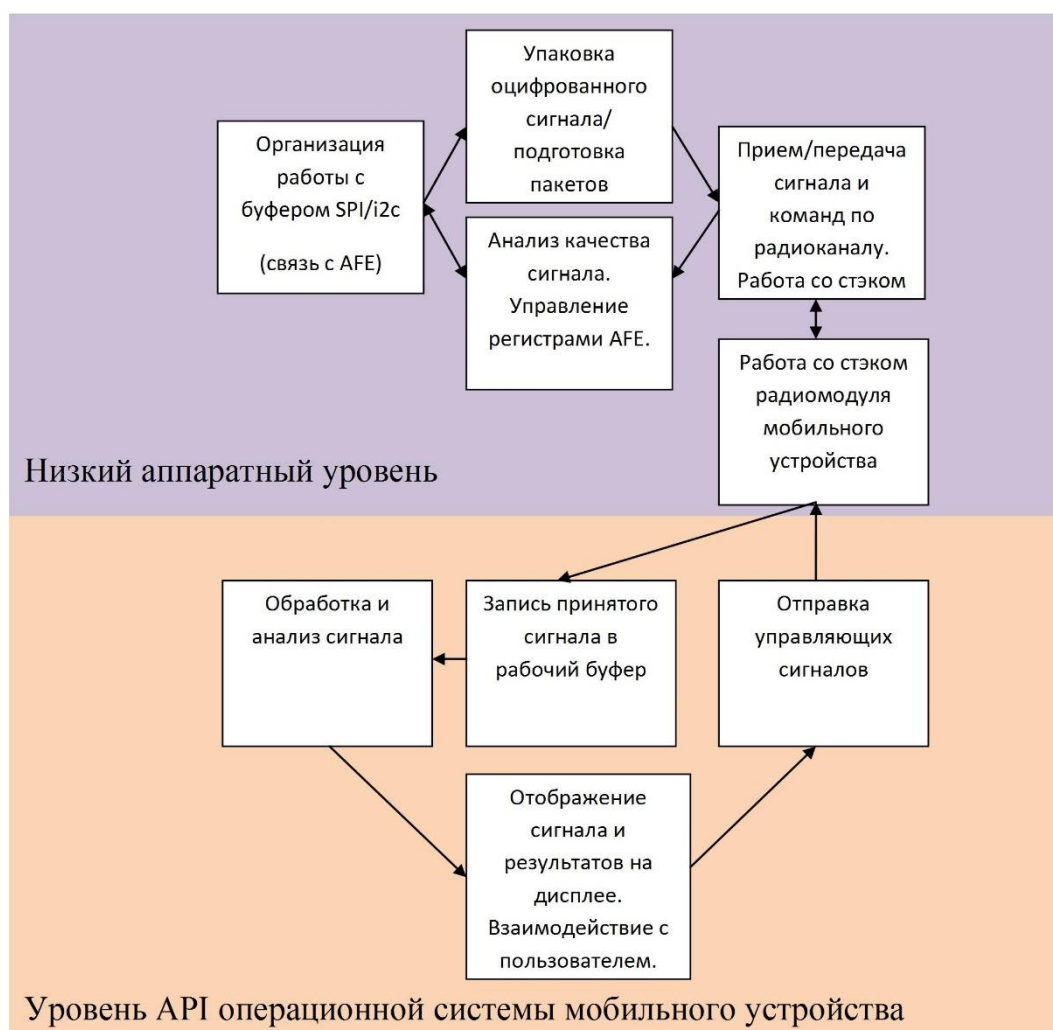 Упаковка
оцифрованного
сигнала/
подготовка
пакетов
Организация
работы с
буфером SPI/i2c
(связь с AFE)
Анализ качества
сигнала.
Управление
регистрами AFE.
Прием/передача
сигнала и
команд по
радиоканалу.
Работа со стэком
Работа со стэком
радиомодуля
мобильного
устройства
Низкий аппаратный уровень
Обработка и
анализ сигнала
Запись принятого
сигнала в
рабочий буфер
Отправка
управляющих
сигналов
Отображение
сигнала и
результатов на
дисплее.
Взаимодействие с
пользователем.
Уровень API операционной системы мобильного устройства